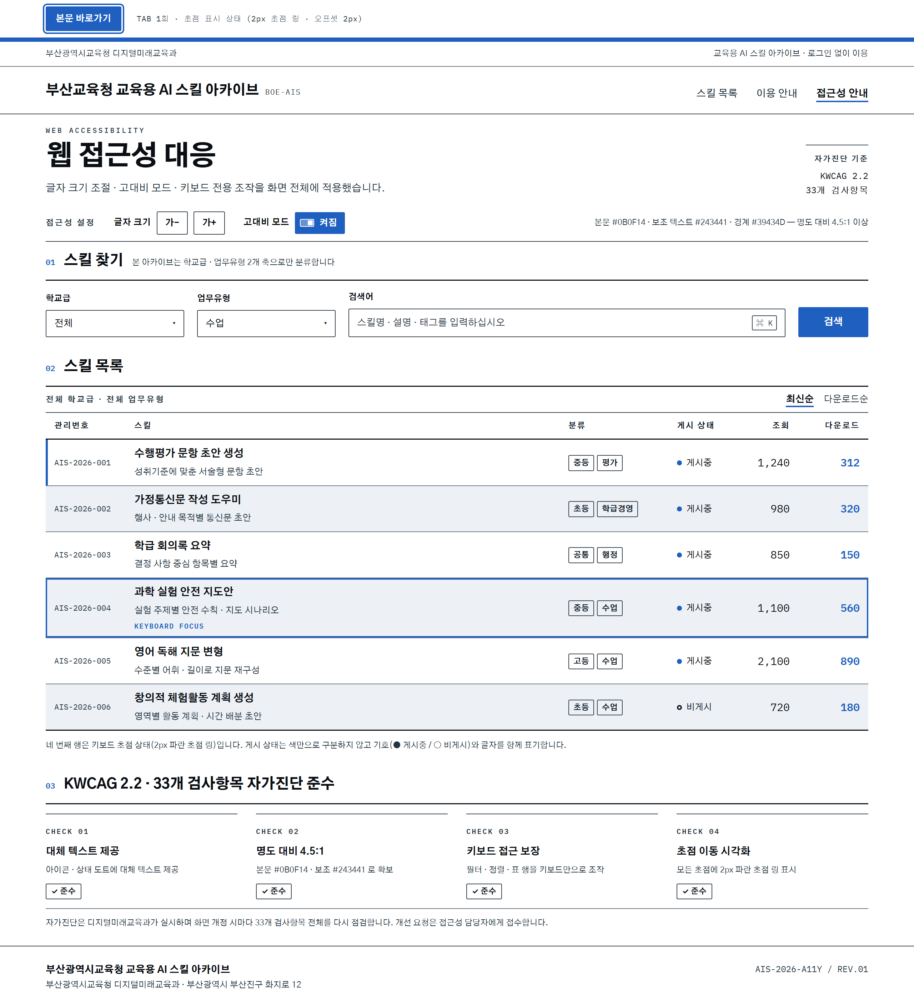 본문 바로가기
TAB 1회 · 초점 표시 상태 (2px 초점 링 · 오프셋 2px)
부산광역시교육청 디지털미래교육과
교육용 AI 스킬 아카이브 · 로그인 없이 이용
부산교육청 교육용 AI 스킬 아카이브 BOE-AIS
스킬 목록 이용 안내 접근성 안내
WEB ACCESSIBILITY
웹 접근성 대응
글자 크기 조절 · 고대비 모드 · 키보드 전용 조작을 화면 전체에 적용했습니다.
자가진단 기준
KWCAG 2.2
33개 검사항목
접근성 설정 글자 크기 가− 가+ 고대비 모드 켜짐
본문 #0B0F14 · 보조 텍스트 #243441 · 경계 #39434D — 명도 대비 4.5:1 이상
01 스킬 찾기 본 아카이브는 학교급 · 업무유형 2개 축으로만 분류합니다
학교급 업무유형 검색어
전체 ▾ 수업 ▾ 스킬명 · 설명 · 태그를 입력하십시오 ⌘ K 검색
02 스킬 목록
전체 학교급 · 전체 업무유형 최신순 다운로드순
관리번호 스킬 분류 게시 상태 조회 다운로드
수행평가 문항 초안 생성
AIS-2026-001 중등 평가 게시중 1,240 312
성취기준에 맞춘 서술형 문항 초안
가정통신문 작성 도우미
AIS-2026-002 초등 학급경영 게시중 980 320
행사 · 안내 목적별 통신문 초안
학급 회의록 요약
AIS-2026-003 공통 행정 게시중 850 150
결정 사항 중심 항목별 요약
과학 실험 안전 지도안
AIS-2026-004 실험 주제별 안전 수칙 · 지도 시나리오 중등 수업 게시중 1,100 560
KEYBOARD FOCUS
영어 독해 지문 변형
AIS-2026-005 고등 수업 게시중 2,100 890
수준별 어휘 · 길이로 지문 재구성
창의적 체험활동 계획 생성
AIS-2026-006 초등 수업 비게시 720 180
영역별 활동 계획 · 시간 배분 초안
네 번째 행은 키보드 초점 상태(2px 파란 초점 링)입니다. 게시 상태는 색만으로 구분하지 않고 기호(● 게시중 / ○ 비게시)와 글자를 함께 표기합니다.
03 KWCAG 2.2 · 33개 검사항목 자가진단 준수
CHECK 01
대체 텍스트 제공
아이콘 · 상태 도트에 대체 텍스트 제공
✓ 준수
CHECK 02
명도 대비 4.5:1
본문 #0B0F14 · 보조 #243441 로 확보
✓ 준수
CHECK 03
키보드 접근 보장
필터 · 정렬 · 표 행을 키보드만으로 조작
✓ 준수
CHECK 04
초점 이동 시각화
모든 초점에 2px 파란 초점 링 표시
✓ 준수
자가진단은 디지털미래교육과가 실시하며 화면 개정 시마다 33개 검사항목 전체를 다시 점검합니다. 개선 요청은 접근성 담당자에게 접수합니다.
부산광역시교육청 교육용 AI 스킬 아카이브
AIS-2026-A11Y / REV.01
부산광역시교육청 디지털미래교육과 · 부산광역시 부산진구 화지로 12